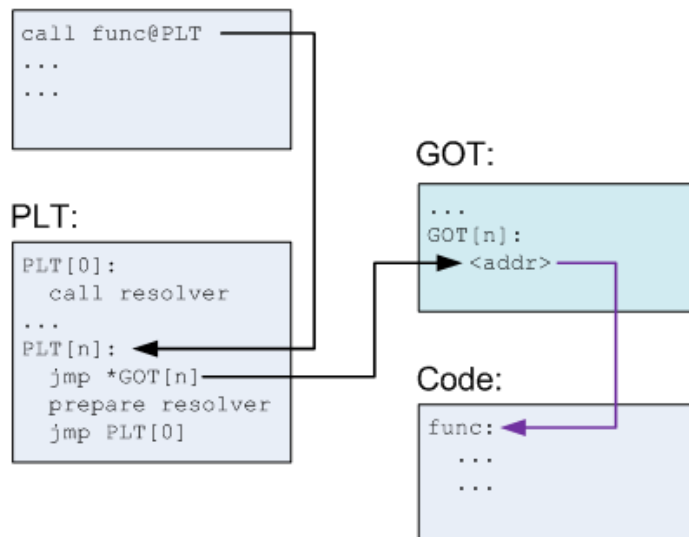 call func@PLT
...
...
PLT:
PLT[0]:
call resolver
...
PLT[n]:
jmp *GOT[n]
prepare resolver
jmp PLT[0]
GOT:
...
GOT[n]:
<addr>
Code:
func:
...
...